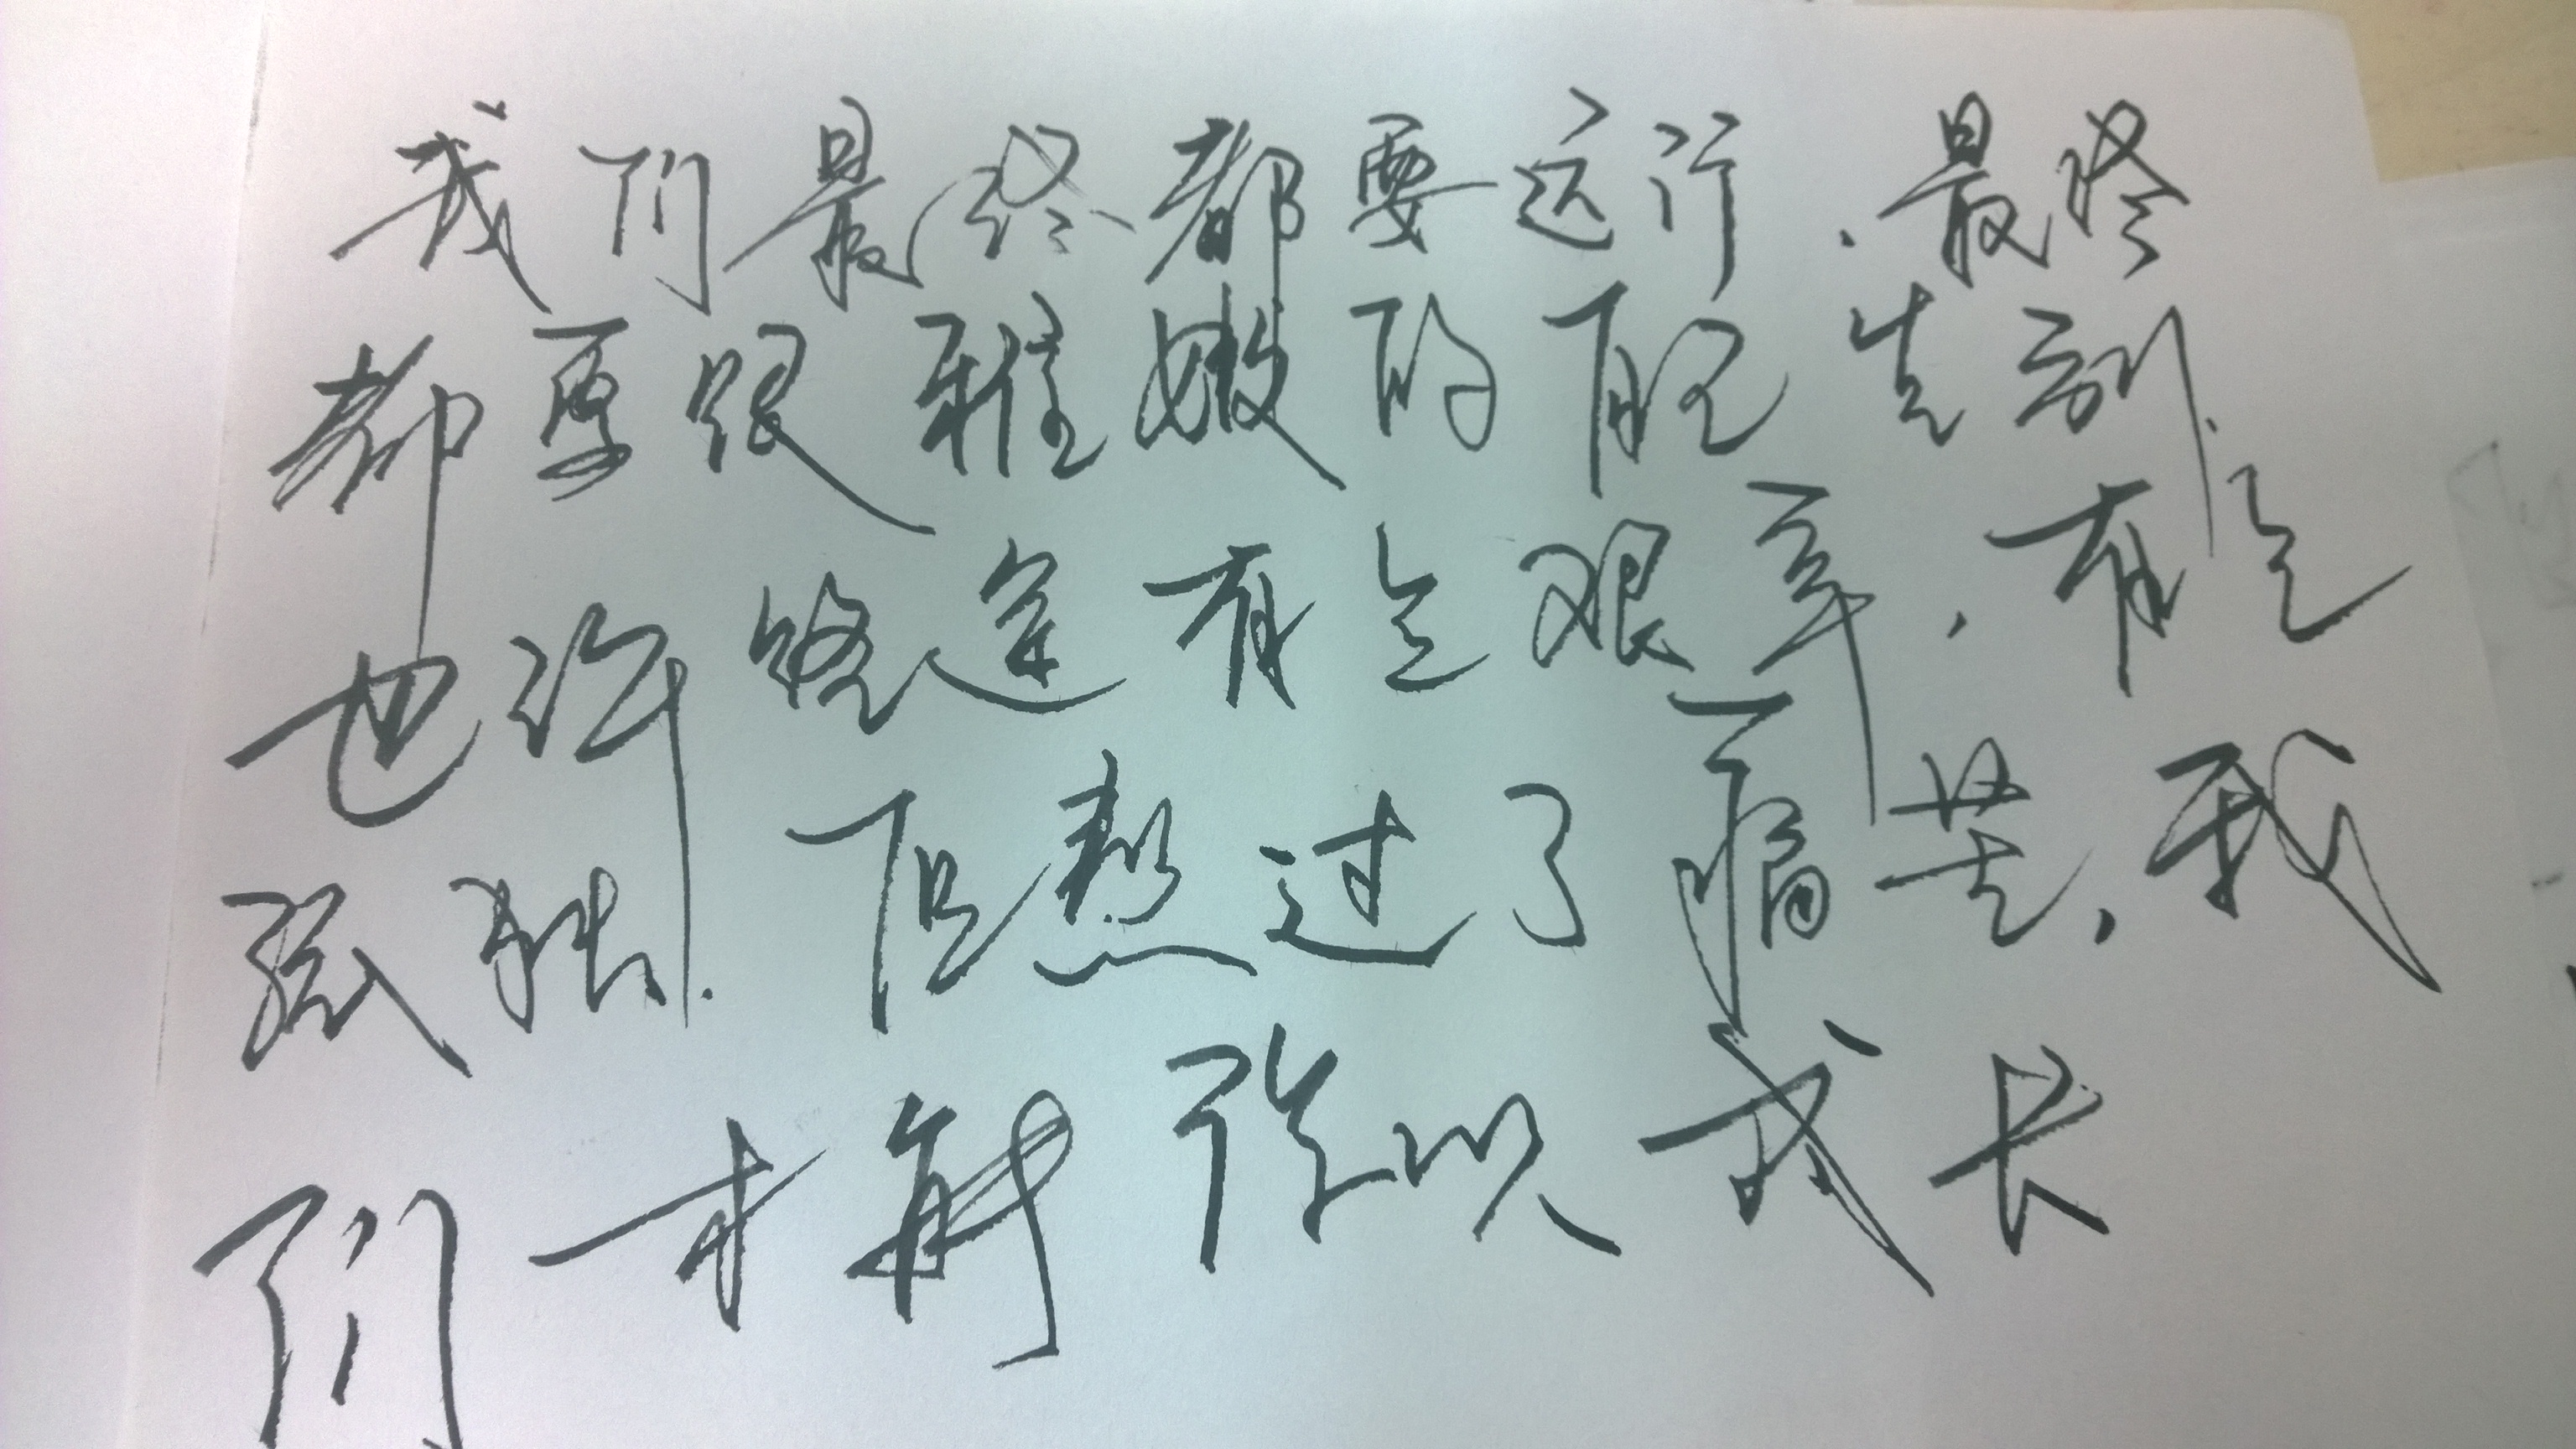 我们最终都要远行.最终
都要跟稚嫩的自己告别.
也许路途有点艰辛,有点
孤独.但熬过了痛苦,我
们才能得以成长